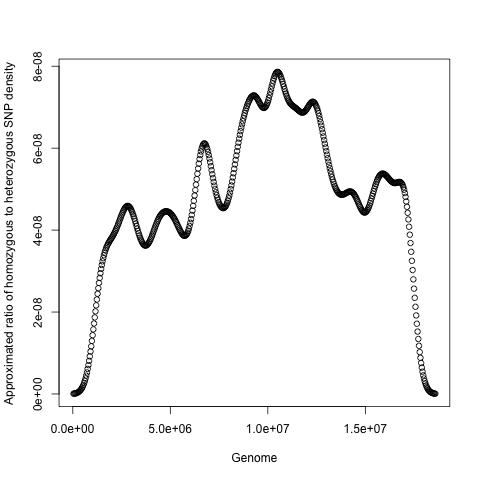 Approximated ratio of homozygous to heterozygous SNP density
8e-08
6e-08
4e-08
2e-08
0e+00
0.0e+00 5.0e+06 1.0e+07 1.5e+07
Genome